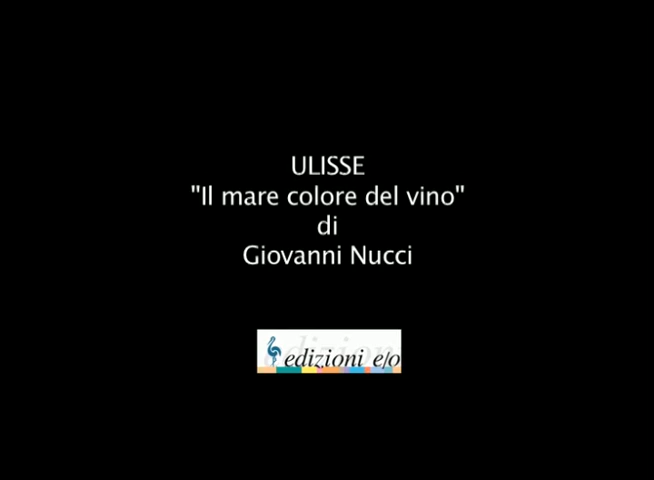 ULISSE
"Il mare colore del vino"
di
Giovanni Nucci
edizioni e/o